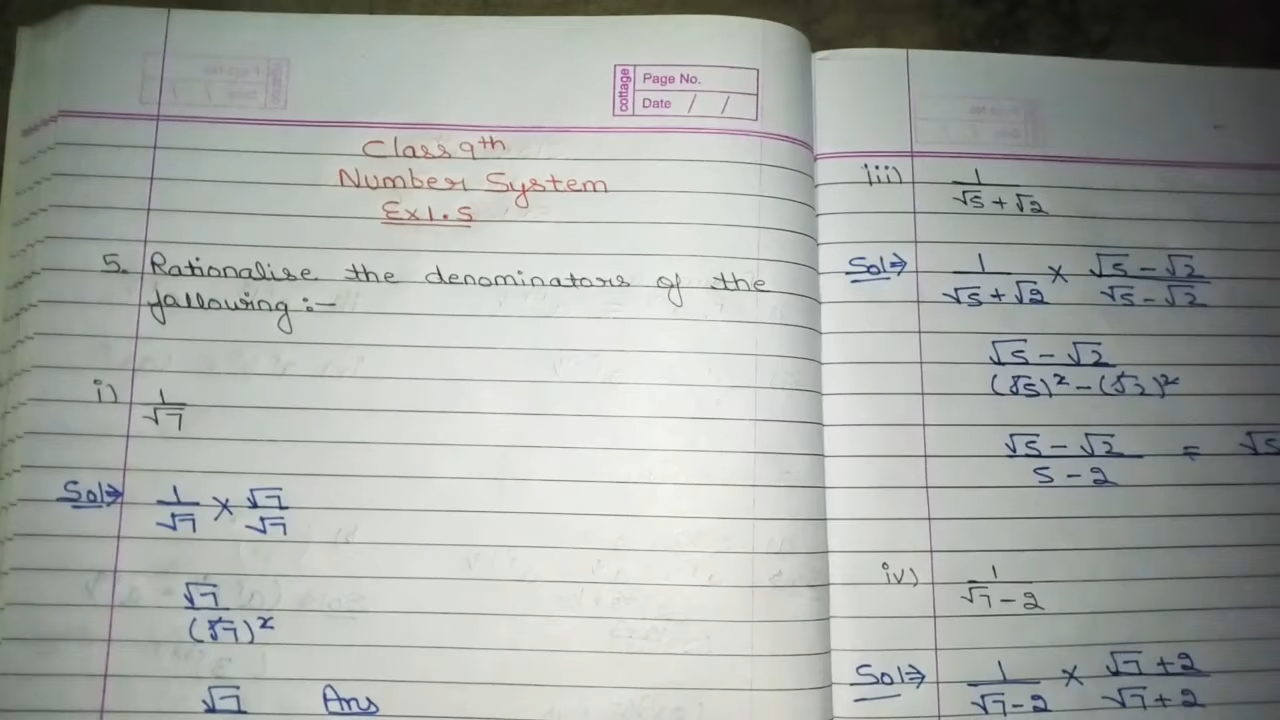 cottage
Page No.
Date / /
Class 9th
Number System
Ex 1.5
5. Rationalise the denominators of the
fallowing :-
i) 1/√7
Sol⇒ 1/√7 × √7/√7
√7/(√7)²
√7 Ans
iii) 1/(√5 + √2)
Sol⇒ 1/(√5 + √2) × (√5 - √2)/(√5 - √2)
(√5 - √2)/((√5)² - (√2)²)
(√5 - √2)/(5 - 2) = √5
iv) 1/(√7 - 2)
Sol⇒ 1/(√7 - 2) × (√7 + 2)/(√7 + 2)